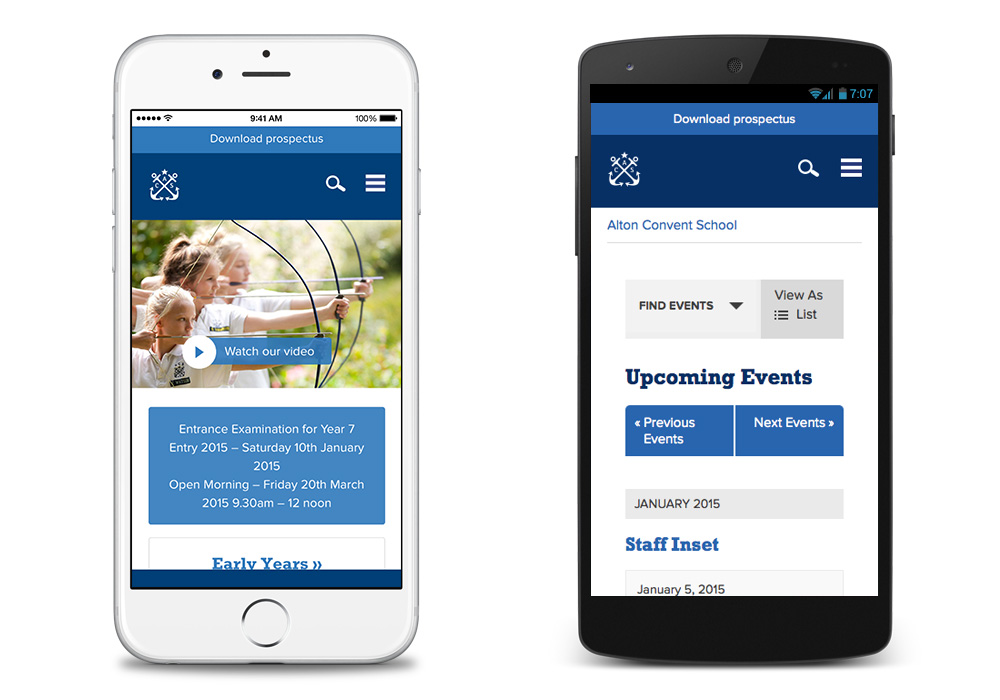 9:41 AM
100%
Download prospectus
C A S
Watch our video
Entrance Examination for Year 7
Entry 2015 – Saturday 10th January
2015
Open Morning – Friday 20th March
2015 9.30am – 12 noon
Early Years »
7:07
Download prospectus
C A S
Alton Convent School
FIND EVENTS
View As
List
Upcoming Events
« Previous
Events
Next Events »
JANUARY 2015
Staff Inset
January 5, 2015